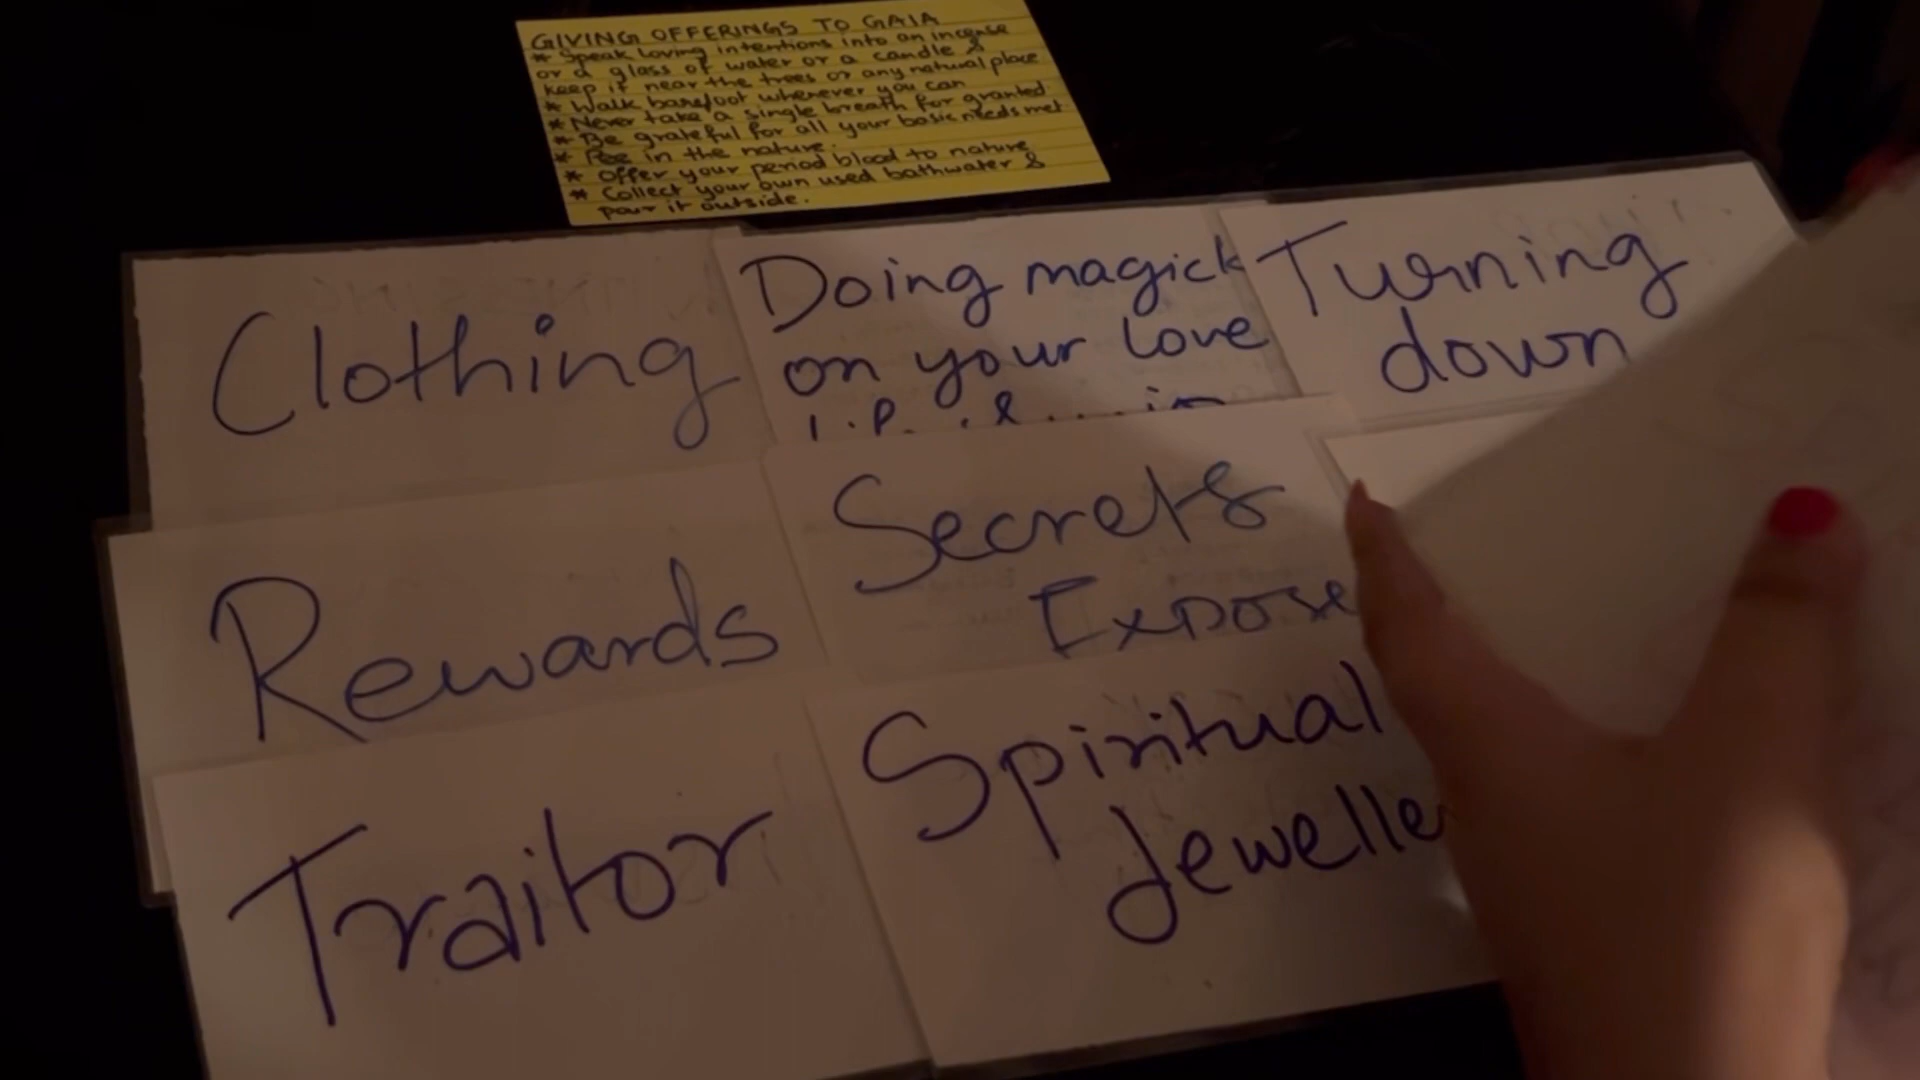 GIVING OFFERINGS TO GAIA
* Speak loving intentions into an incense
or a glass of water or a candle &
keep it near the trees or any natural place
* Walk barefoot wherever you can
* Never take a single breath for granted.
* Be grateful for all your basic needs met
* Pee in the nature.
* Offer your period blood to nature
* Collect your own used bathwater &
pour it outside.
Clothing
Doing magick
on your love
Turning
down
Rewards
Secrets
Expose
Traitor
Spiritual
Jewelle